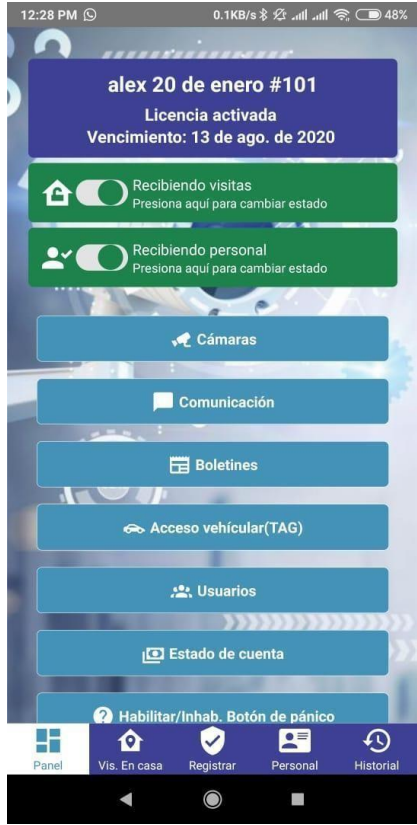 12:28 PM 0.1KB/s 48%
alex 20 de enero #101
Licencia activada
Vencimiento: 13 de ago. de 2020
Recibiendo visitas
Presiona aquí para cambiar estado
Recibiendo personal
Presiona aquí para cambiar estado
Cámaras
Comunicación
Boletines
Acceso vehícular(TAG)
Usuarios
Estado de cuenta
Habilitar/Inhab. Botón de pánico
Panel Vis. En casa Registrar Personal Historial